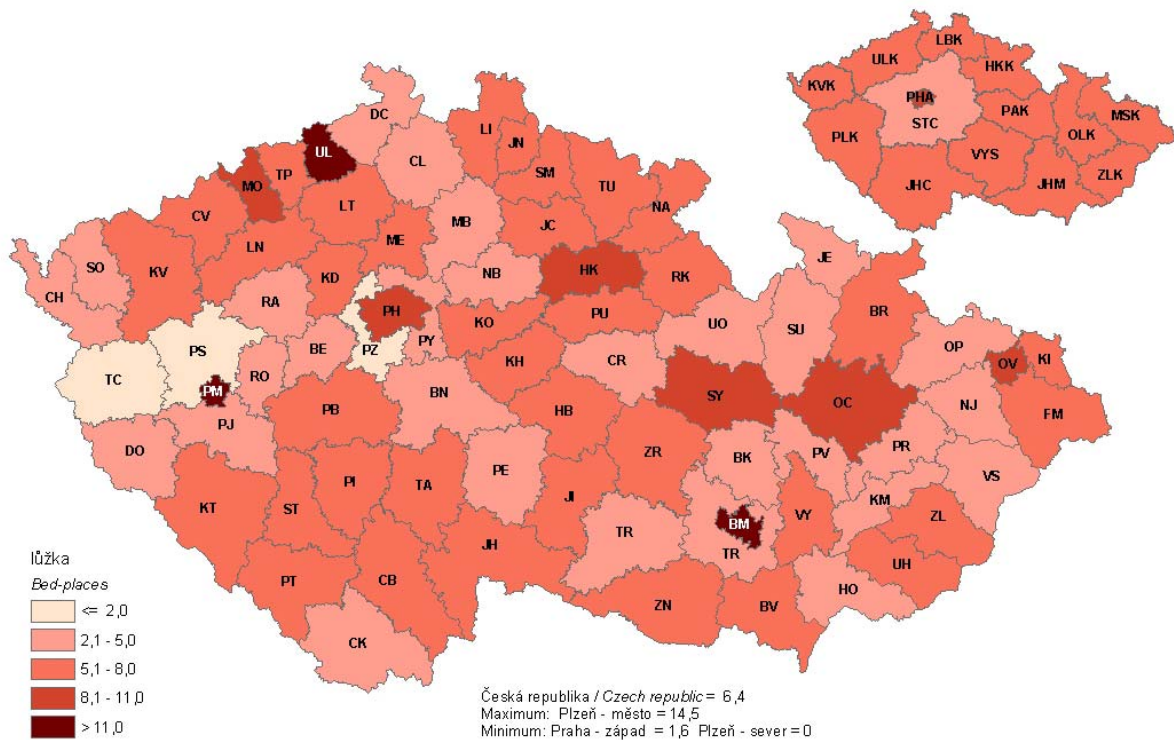 DC
UL
CL
LI
JN
SM
TU
NA
MO
TP
LT
CV
LN
ME
MB
JC
SO
KV
CH
RA
KD
NB
HK
RK
PH
KO
PU
PS
BE
PZ
PY
TC
RO
PM
PB
BN
KH
CR
UO
SU
JE
BR
OP
OV
KI
SY
OC
NJ
FM
PJ
DO
HB
KT
ST
PI
TA
PE
ZR
BK
PV
PR
VS
JI
KM
BM
VY
ZL
TR
TR
JH
UH
PT
CB
HO
ZN
BV
CK
LBK
ULK
HKK
KVK
PHA
STC
PAK
MSK
PLK
OLK
VYS
ZLK
JHC
JHM
lůžka
Bed-places
<= 2,0
2,1 - 5,0
5,1 - 8,0
8,1 - 11,0
> 11,0
Česká republika / Czech republic = 6,4
Maximum: Plzeň - město = 14,5
Minimum: Praha - západ = 1,6 Plzeň - sever = 0